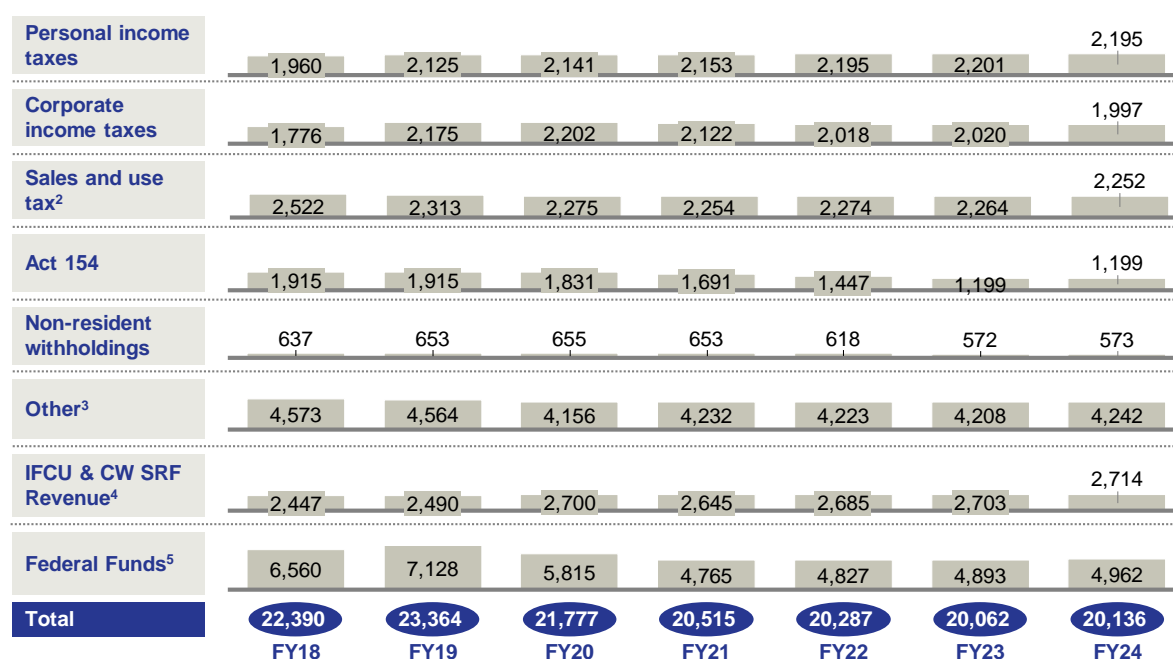 Personal income
taxes
1,960 2,125 2,141 2,153 2,195 2,201 2,195
Corporate
income taxes
1,776 2,175 2,202 2,122 2,018 2,020 1,997
Sales and use
tax2
2,522 2,313 2,275 2,254 2,274 2,264 2,252
Act 154
1,915 1,915 1,831 1,691 1,447 1,199 1,199
Non-resident
withholdings
637 653 655 653 618 572 573
Other3
4,573 4,564 4,156 4,232 4,223 4,208 4,242
IFCU & CW SRF
Revenue4
2,447 2,490 2,700 2,645 2,685 2,703 2,714
Federal Funds5
6,560 7,128 5,815 4,765 4,827 4,893 4,962
Total 22,390 23,364 21,777 20,515 20,287 20,062 20,136
FY18 FY19 FY20 FY21 FY22 FY23 FY24